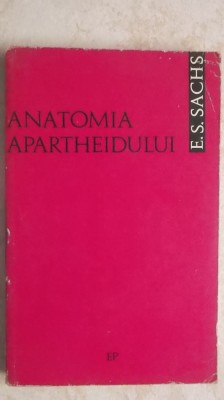 ANATOMIA
APARTHEIDULUI
E.S. SACHS
EP